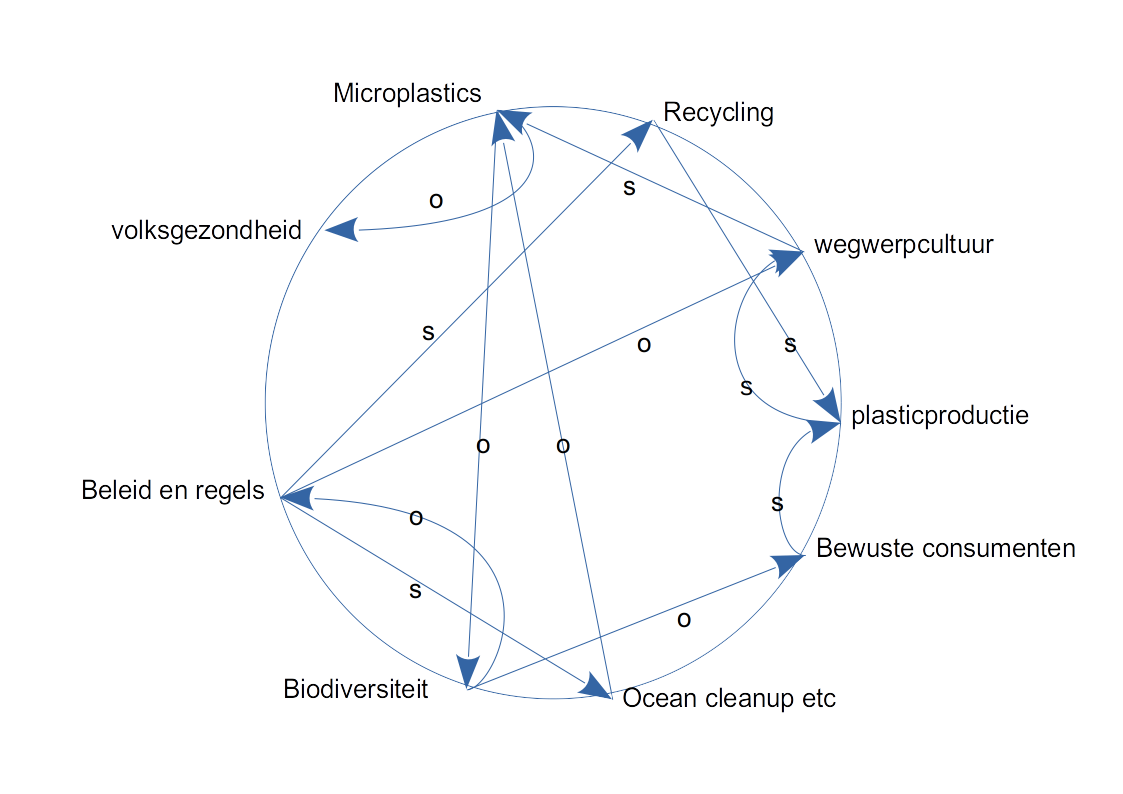 Microplastics
Recycling
s
o
volksgezondheid
wegwerpcultuur
s
o
s
s
plasticproductie
o
o
Beleid en regels
s
o
Bewuste consumenten
s
o
Biodiversiteit
Ocean cleanup etc